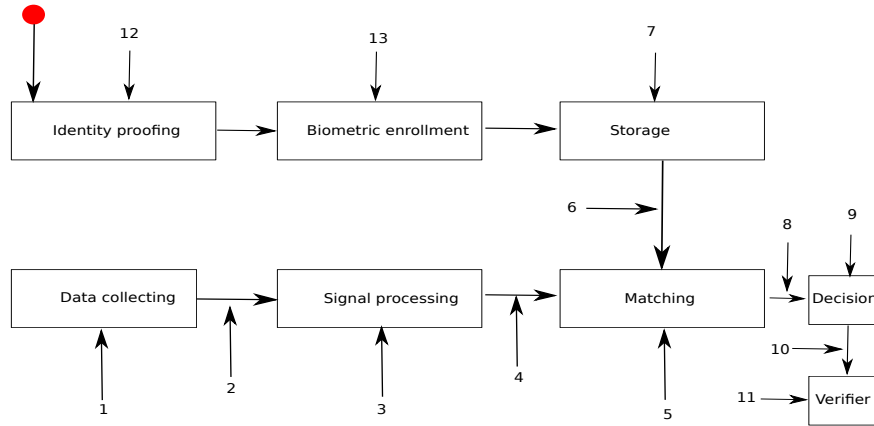 12
13
7
Identity proofing
Biometric enrollment
Storage
6
8
9
Data collecting
Signal processing
Matching
Decision
10
2
4
11
Verifier
1
3
5